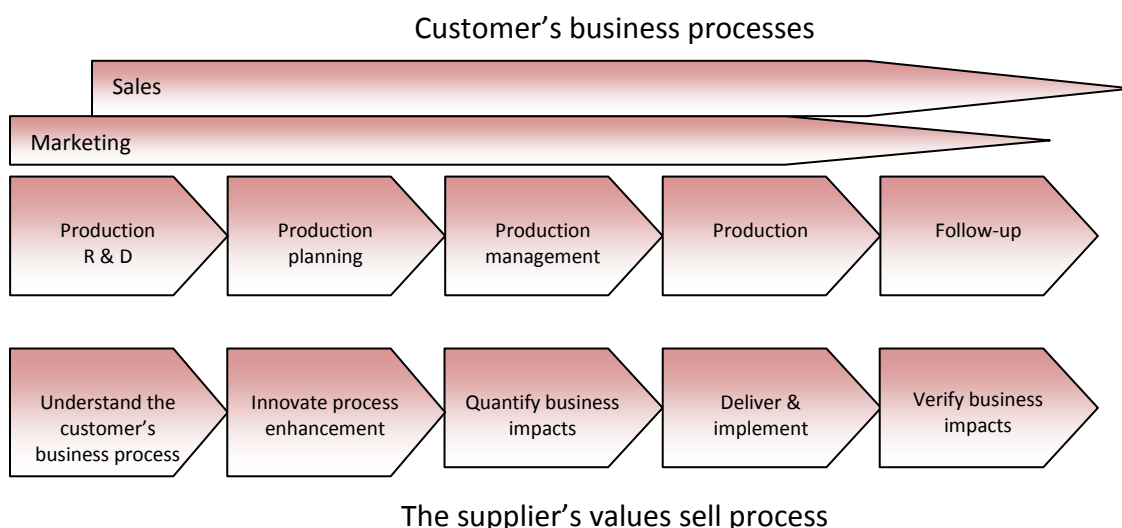 Customer’s business processes
Sales
Marketing
Production
R & D
Production
planning
Production
management
Production
Follow-up
Understand the
customer’s
business process
Innovate process
enhancement
Quantify business
impacts
Deliver &
implement
Verify business
impacts
The supplier’s values sell process